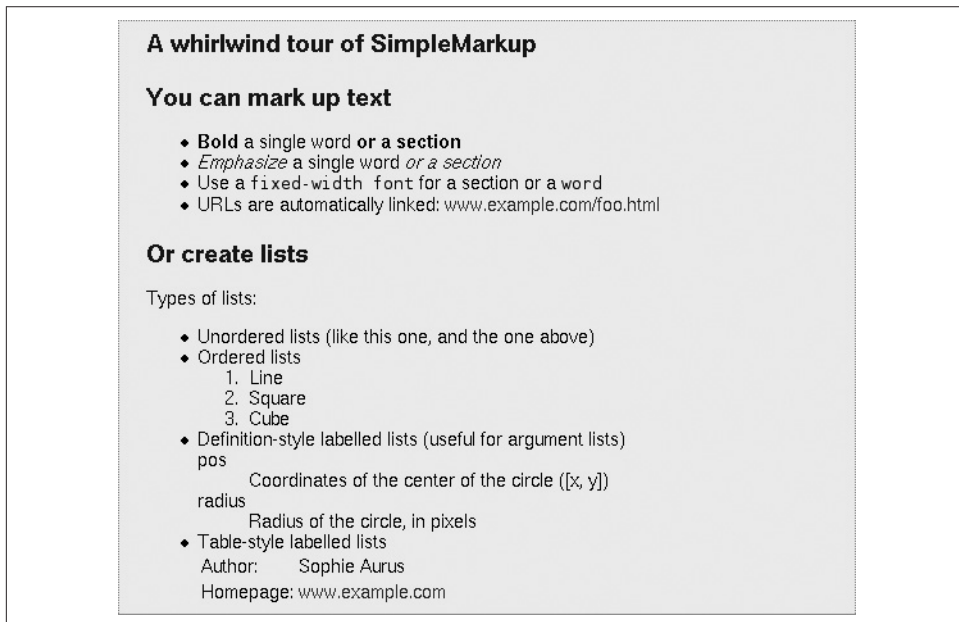 A whirlwind tour of SimpleMarkup
You can mark up text
◆ Bold a single word or a section
◆ Emphasize a single word or a section
◆ Use a fixed-width font for a section or a word
◆ URLs are automatically linked: www.example.com/foo.html
Or create lists
Types of lists:
◆ Unordered lists (like this one, and the one above)
◆ Ordered lists
1. Line
2. Square
3. Cube
◆ Definition-style labelled lists (useful for argument lists)
pos
Coordinates of the center of the circle ([x, y])
radius
Radius of the circle, in pixels
◆ Table-style labelled lists
Author: Sophie Aurus
Homepage: www.example.com